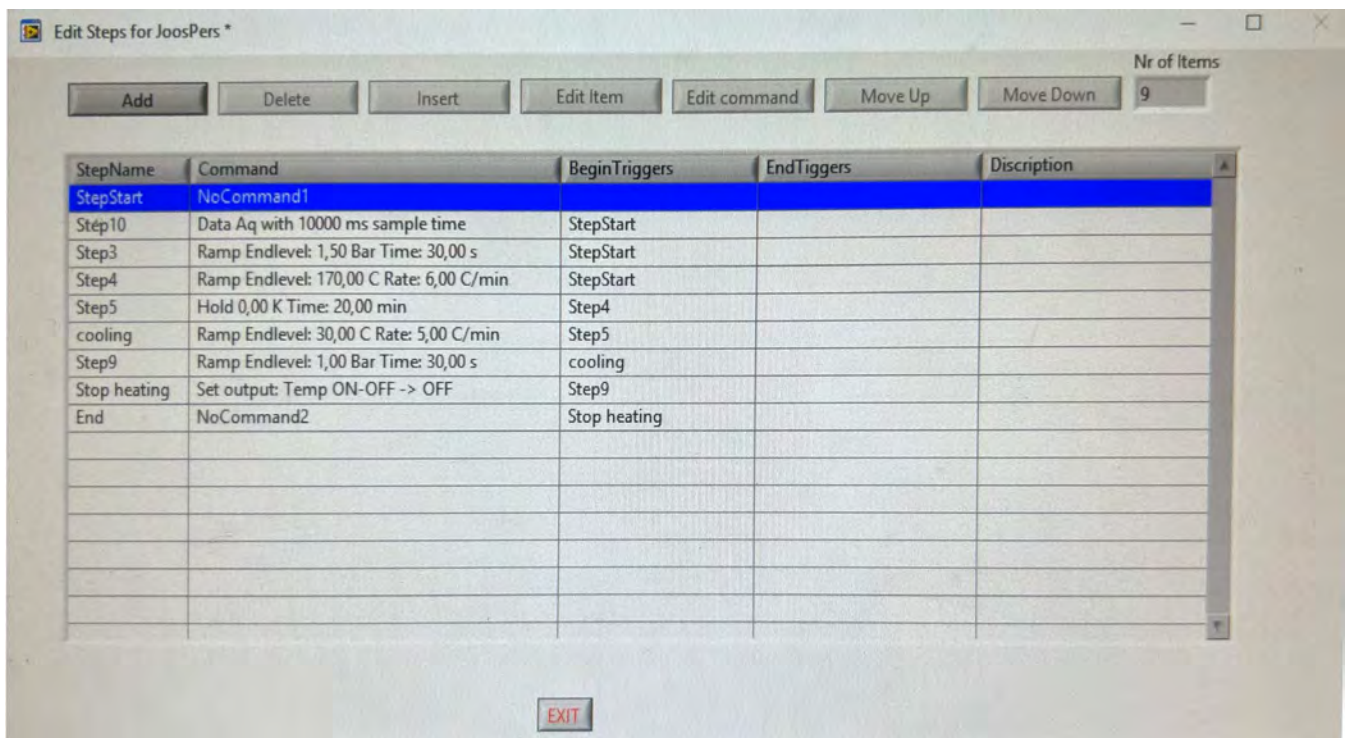 Edit Steps for JoosPers *
Nr of Items
Add Delete Insert Edit Item Edit command Move Up Move Down 9
StepName Command BeginTriggers EndTiggers Discription
StepStart NoCommand1
Step10 Data Aq with 10000 ms sample time StepStart
Step3 Ramp Endlevel: 1,50 Bar Time: 30,00 s StepStart
Step4 Ramp Endlevel: 170,00 C Rate: 6,00 C/min StepStart
Step5 Hold 0,00 K Time: 20,00 min Step4
cooling Ramp Endlevel: 30,00 C Rate: 5,00 C/min Step5
Step9 Ramp Endlevel: 1,00 Bar Time: 30,00 s cooling
Stop heating Set output: Temp ON-OFF -> OFF Step9
End NoCommand2 Stop heating
EXIT